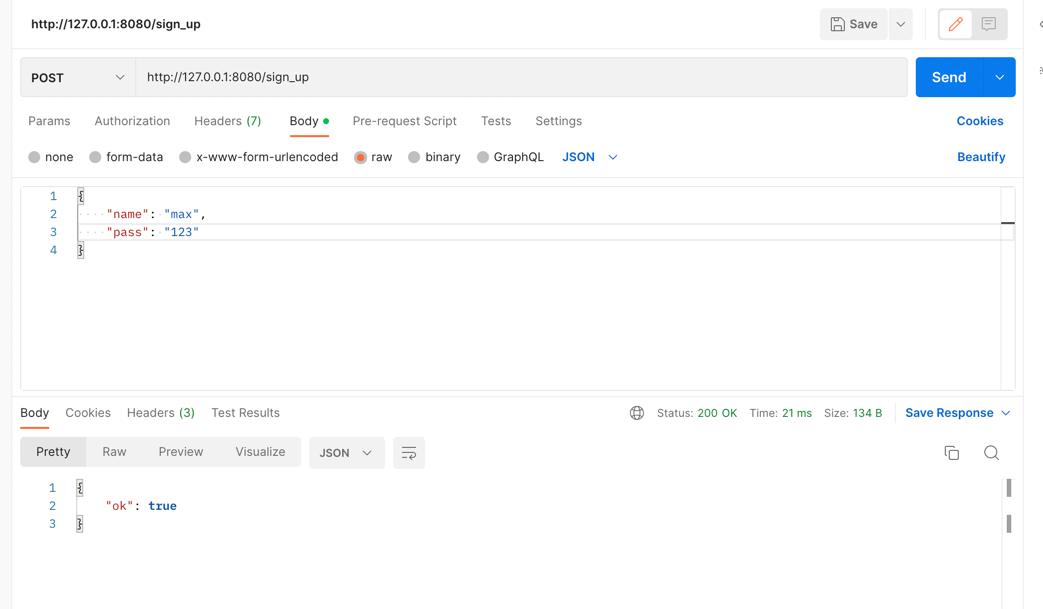 http://127.0.0.1:8080/sign_up
Save
POST
http://127.0.0.1:8080/sign_up
Send
Params Authorization Headers (7) Body Pre-request Script Tests Settings Cookies
none form-data x-www-form-urlencoded raw binary GraphQL JSON Beautify
1 {
2 "name": "max",
3 "pass": "123"
4 }
Body Cookies Headers (3) Test Results Status: 200 OK Time: 21 ms Size: 134 B Save Response
Pretty Raw Preview Visualize JSON
1 {
2 "ok": true
3 }